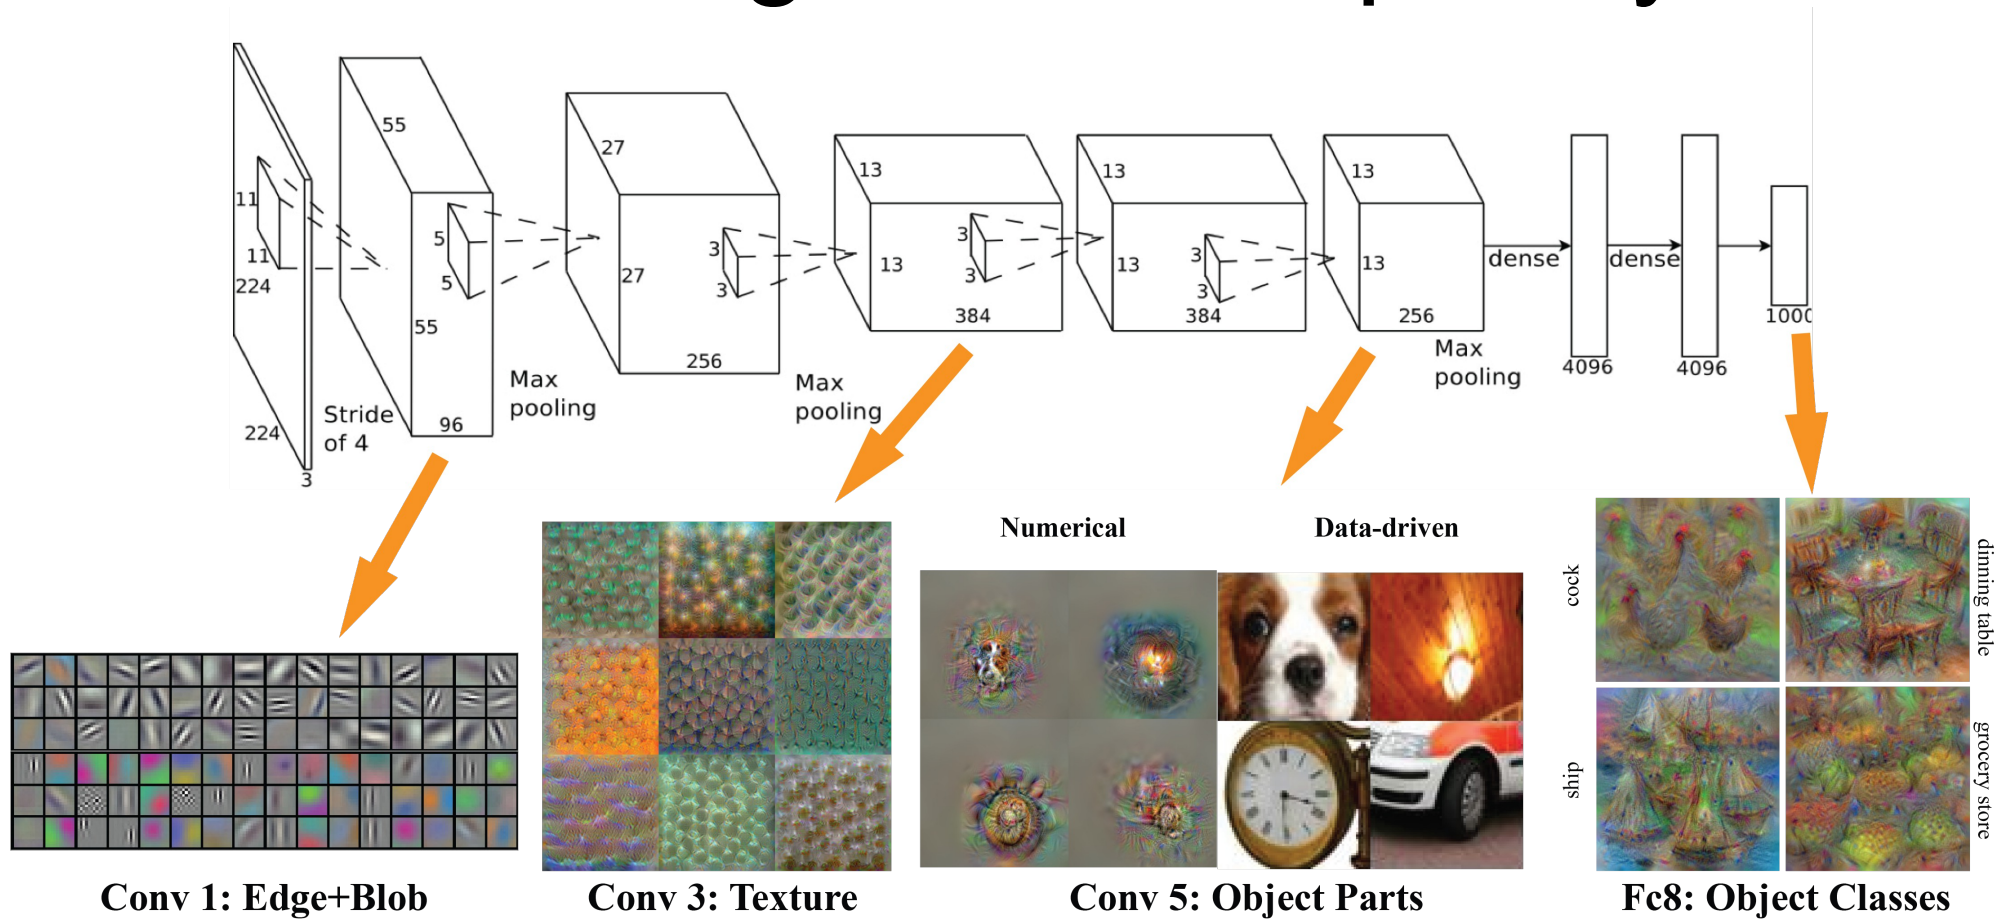 55
27
13
13
13
11
11
224
224
3
Stride
of 4
5
5
55
96
Max
pooling
3
3
27
256
Max
pooling
3
3
13
384
3
3
13
384
13
256
Max
pooling
dense
4096
dense
4096
1000
Numerical
Data-driven
cock
dinning table
ship
grocery store
Conv 1: Edge+Blob
Conv 3: Texture
Conv 5: Object Parts
Fc8: Object Classes